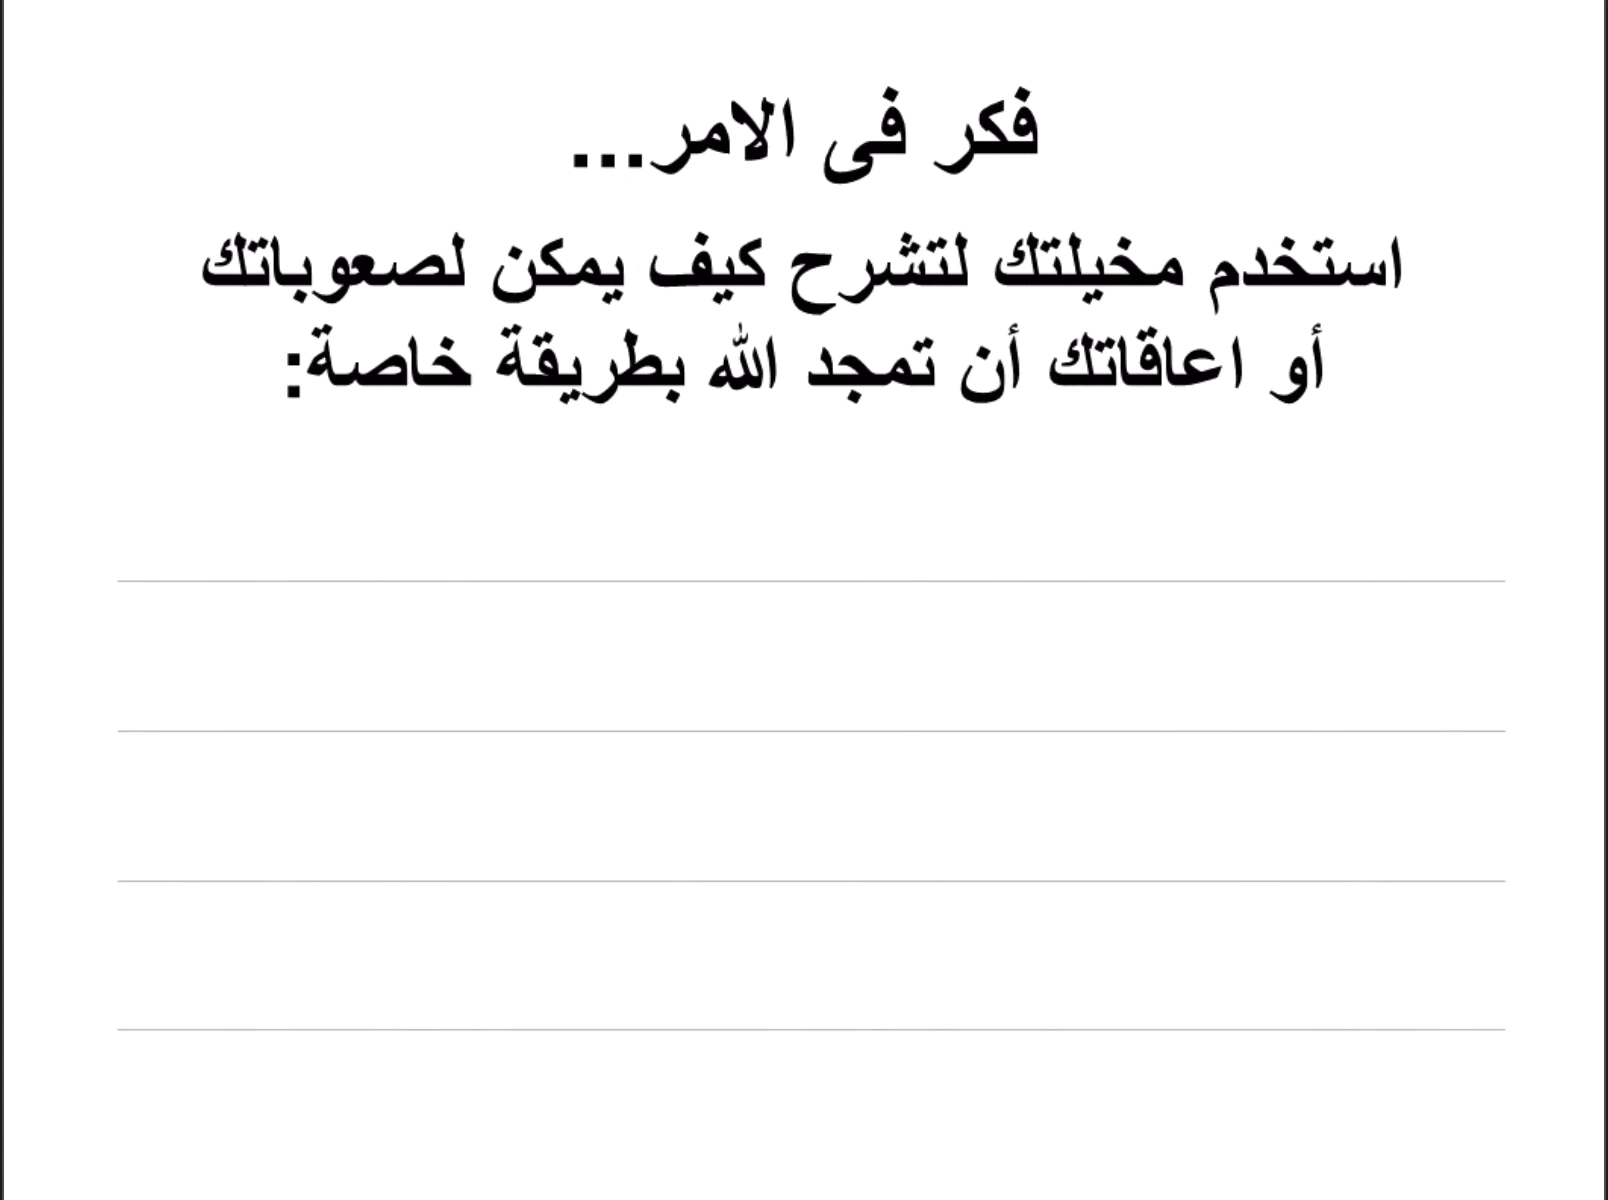 فكر فى الامر...
استخدم مخيلتك لتشرح كيف يمكن لصعوباتك
أو اعاقاتك أن تمجد الله بطريقة خاصة: